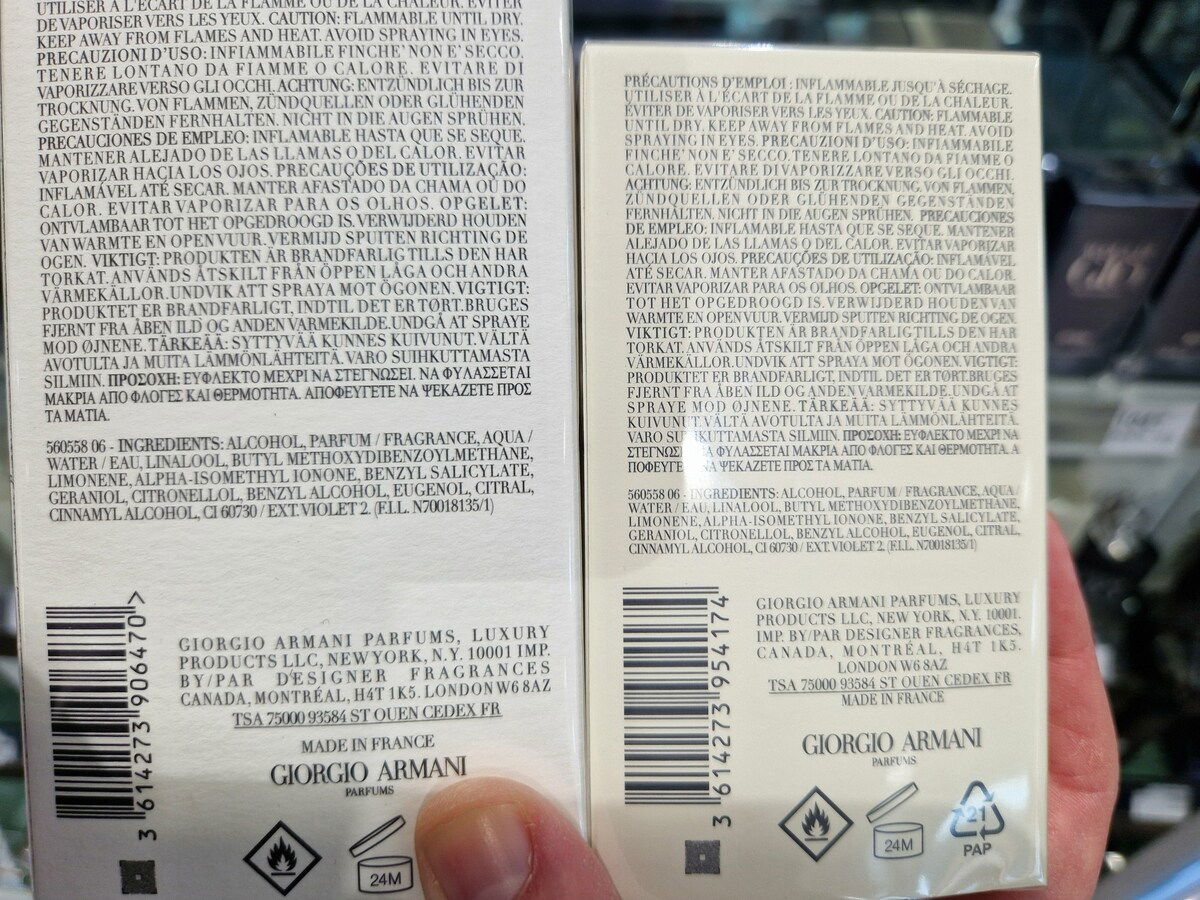 UTILISER À L'ÉCART DE LA FLAMME OU DE LA CHALEUR. ÉVITER
DE VAPORISER VERS LES YEUX. CAUTION: FLAMMABLE UNTIL DRY.
KEEP AWAY FROM FLAMES AND HEAT. AVOID SPRAYING IN EYES.
PRECAUZIONI D'USO: INFIAMMABILE FINCHE' NON E' SECCO.
TENERE LONTANO DA FIAMME O CALORE. EVITARE DI
VAPORIZZARE VERSO GLI OCCHI. ACHTUNG: ENTZÜNDLICH BIS ZUR
TROCKNUNG. VON FLAMMEN, ZÜNDQUELLEN ODER GLÜHENDEN
GEGENSTÄNDEN FERNHALTEN. NICHT IN DIE AUGEN SPRÜHEN.
PRECAUCIONES DE EMPLEO: INFLAMABLE HASTA QUE SE SEQUE.
MANTENER ALEJADO DE LAS LLAMAS O DEL CALOR. EVITAR
VAPORIZAR HACIA LOS OJOS. PRECAUÇÕES DE UTILIZAÇÃO:
INFLAMÁVEL ATÉ SECAR. MANTER AFASTADO DA CHAMA OU DO
CALOR. EVITAR VAPORIZAR PARA OS OLHOS. OPGELET:
ONTVLAMBAAR TOT HET OPGEDROOGD IS. VERWIJDERD HOUDEN
VAN WARMTE EN OPEN VUUR. VERMIJD SPUITEN RICHTING DE
OGEN. VIKTIGT: PRODUKTEN ÄR BRANDFARLIG TILLS DEN HAR
TORKAT. ANVÄNDS ÅTSKILT FRÅN ÖPPEN LÅGA OCH ANDRA
VÄRMEKÄLLOR. UNDVIK ATT SPRAYA MOT ÖGONEN. VIGTIGT:
PRODUKTET ER BRANDFARLIGT, INDTIL DET ER TØRT. BRUGES
FJERNT FRA ÅBEN ILD OG ANDEN VARMEKILDE. UNDGÅ AT SPRAYE
MOD ØJNENE. TÄRKEÄÄ: SYTTYVÄÄ KUNNES KUIVUNUT. VÄLTÄ
AVOTULTA JA MUITA LÄMMÖNLÄHTEITÄ. VARO SUIHKUTTAMASTA
SILMIIN. ΠΡΟΣΟΧΗ: ΕΥΦΛΕΚΤΟ ΜΕΧΡΙ ΝΑ ΣΤΕΓΝΩΣΕΙ. ΝΑ ΦΥΛΑΣΣΕΤΑΙ
ΜΑΚΡΙΑ ΑΠΟ ΦΛΟΓΕΣ ΚΑΙ ΘΕΡΜΟΤΗΤΑ. ΑΠΟΦΕΥΓΕΤΕ ΝΑ ΨΕΚΑΖΕΤΕ ΠΡΟΣ
ΤΑ ΜΑΤΙΑ.
560558 06 - INGREDIENTS: ALCOHOL, PARFUM / FRAGRANCE, AQUA /
WATER / EAU, LINALOOL, BUTYL METHOXYDIBENZOYLMETHANE,
LIMONENE, ALPHA-ISOMETHYL IONONE, BENZYL SALICYLATE,
GERANIOL, CITRONELLOL, BENZYL ALCOHOL, EUGENOL, CITRAL,
CINNAMYL ALCOHOL, CI 60730 / EXT. VIOLET 2. (F.I.L. N70018135/1)
3 614273 906470 >
GIORGIO ARMANI PARFUMS, LUXURY
PRODUCTS LLC, NEW YORK, N.Y. 10001 IMP.
BY/PAR DESIGNER FRAGRANCES
CANADA, MONTRÉAL, H4T 1K5. LONDON W6 8AZ
TSA 75000 93584 ST OUEN CEDEX FR
MADE IN FRANCE
GIORGIO ARMANI
PARFUMS
24M
PRÉCAUTIONS D'EMPLOI : INFLAMMABLE JUSQU'À SÉCHAGE.
UTILISER À L'ÉCART DE LA FLAMME OU DE LA CHALEUR.
ÉVITER DE VAPORISER VERS LES YEUX. CAUTION: FLAMMABLE
UNTIL DRY. KEEP AWAY FROM FLAMES AND HEAT. AVOID
SPRAYING IN EYES. PRECAUZIONI D'USO: INFIAMMABILE
FINCHE' NON E' SECCO. TENERE LONTANO DA FIAMME O
CALORE. EVITARE DI VAPORIZZARE VERSO GLI OCCHI.
ACHTUNG: ENTZÜNDLICH BIS ZUR TROCKNUNG. VON FLAMMEN,
ZÜNDQUELLEN ODER GLÜHENDEN GEGENSTÄNDEN
FERNHALTEN. NICHT IN DIE AUGEN SPRÜHEN. PRECAUCIONES
DE EMPLEO: INFLAMABLE HASTA QUE SE SEQUE. MANTENER
ALEJADO DE LAS LLAMAS O DEL CALOR. EVITAR VAPORIZAR
HACIA LOS OJOS. PRECAUÇÕES DE UTILIZAÇÃO: INFLAMÁVEL
ATÉ SECAR. MANTER AFASTADO DA CHAMA OU DO CALOR.
EVITAR VAPORIZAR PARA OS OLHOS. OPGELET: ONTVLAMBAAR
TOT HET OPGEDROOGD IS. VERWIJDERD HOUDEN VAN
WARMTE EN OPEN VUUR. VERMIJD SPUITEN RICHTING DE OGEN.
VIKTIGT: PRODUKTEN ÄR BRANDFARLIG TILLS DEN HAR
TORKAT. ANVÄNDS ÅTSKILT FRÅN ÖPPEN LÅGA OCH ANDRA
VÄRMEKÄLLOR. UNDVIK ATT SPRAYA MOT ÖGONEN. VIGTIGT:
PRODUKTET ER BRANDFARLIGT, INDTIL DET ER TØRT. BRUGES
FJERNT FRA ÅBEN ILD OG ANDEN VARMEKILDE. UNDGÅ AT
SPRAYE MOD ØJNENE. TÄRKEÄÄ: SYTTYVÄÄ KUNNES
KUIVUNUT. VÄLTÄ AVOTULTA JA MUITA LÄMMÖNLÄHTEITÄ.
VARO SUIHKUTTAMASTA SILMIIN. ΠΡΟΣΟΧΗ: ΕΥΦΛΕΚΤΟ ΜΕΧΡΙ ΝΑ
ΝΑ ΦΥΛΑΣΣΕΤΑΙ ΜΑΚΡΙΑ ΑΠΟ ΦΛΟΓΕΣ ΚΑΙ ΘΕΡΜΟΤΗΤΑ. Α
ΠΟΦΕΥΓΕΤΕ ΝΑ ΨΕΚΑΖΕΤΕ ΠΡΟΣ ΤΑ ΜΑΤΙΑ.
560558 06 - INGREDIENTS: ALCOHOL, PARFUM / FRAGRANCE, AQUA /
WATER / EAU, LINALOOL, BUTYL METHOXYDIBENZOYLMETHANE,
LIMONENE, ALPHA-ISOMETHYL IONONE, BENZYL SALICYLATE,
GERANIOL, CITRONELLOL, BENZYL ALCOHOL, EUGENOL, CITRAL,
CINNAMYL ALCOHOL, CI 60730 / EXT. VIOLET 2. (F.I.L. N70018135/1)
3 614273 954174
GIORGIO ARMANI PARFUMS, LUXURY
PRODUCTS LLC, NEW YORK, N.Y. 10001.
IMP. BY/PAR DESIGNER FRAGRANCES,
CANADA, MONTRÉAL, H4T 1K5.
LONDON W6 8AZ
TSA 75000 93584 ST OUEN CEDEX FR
MADE IN FRANCE
GIORGIO ARMANI
PARFUMS
24M
21
PAP